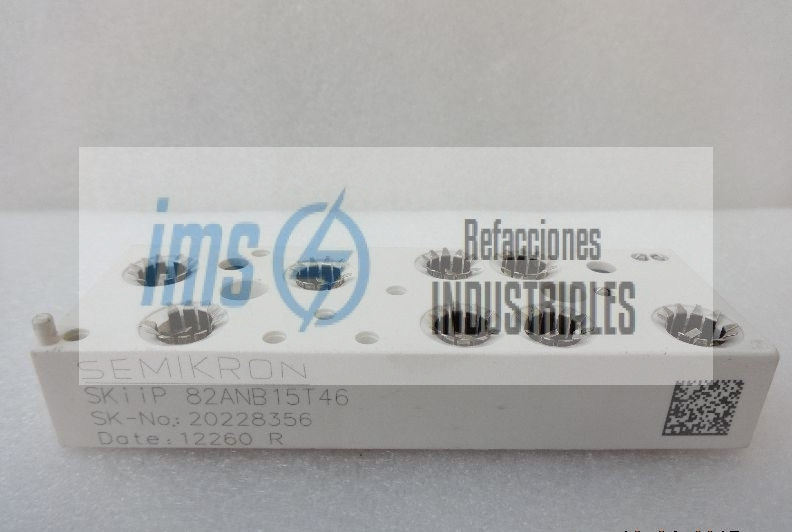 ims
Refacciones
INDUSTRIALES
SEMIKRON
SKiiP 82ANB15T46
SK-No.: 20228356
Date: 12260 R